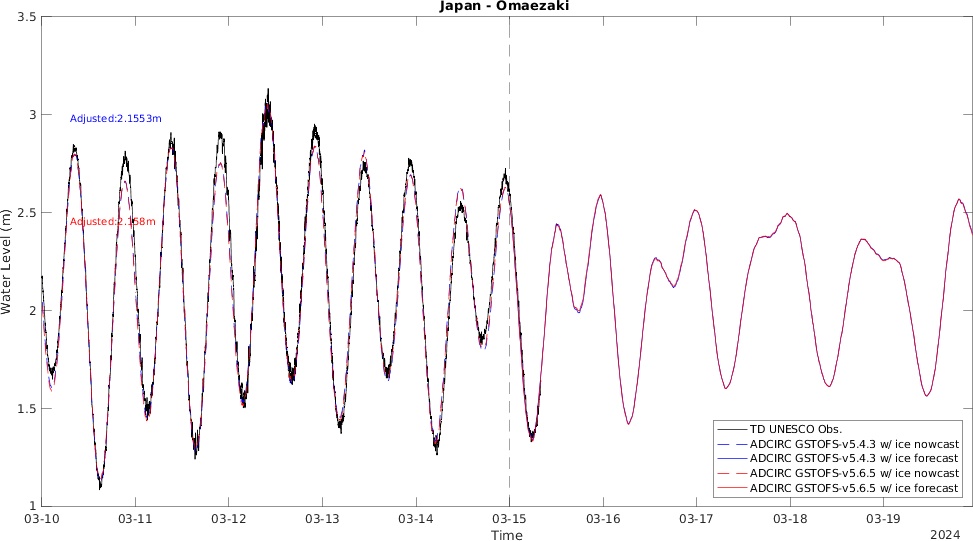 Japan - Omaezaki
3.5
3
2.5
2
1.5
1
Water Level (m)
Adjusted:2.1553m
Adjusted:2.158m
TD UNESCO Obs.
ADCIRC GSTOFS-v5.4.3 w/ ice nowcast
ADCIRC GSTOFS-v5.4.3 w/ ice forecast
ADCIRC GSTOFS-v5.6.5 w/ ice nowcast
ADCIRC GSTOFS-v5.6.5 w/ ice forecast
03-10 03-11 03-12 03-13 03-14 03-15 03-16 03-17 03-18 03-19
Time
2024